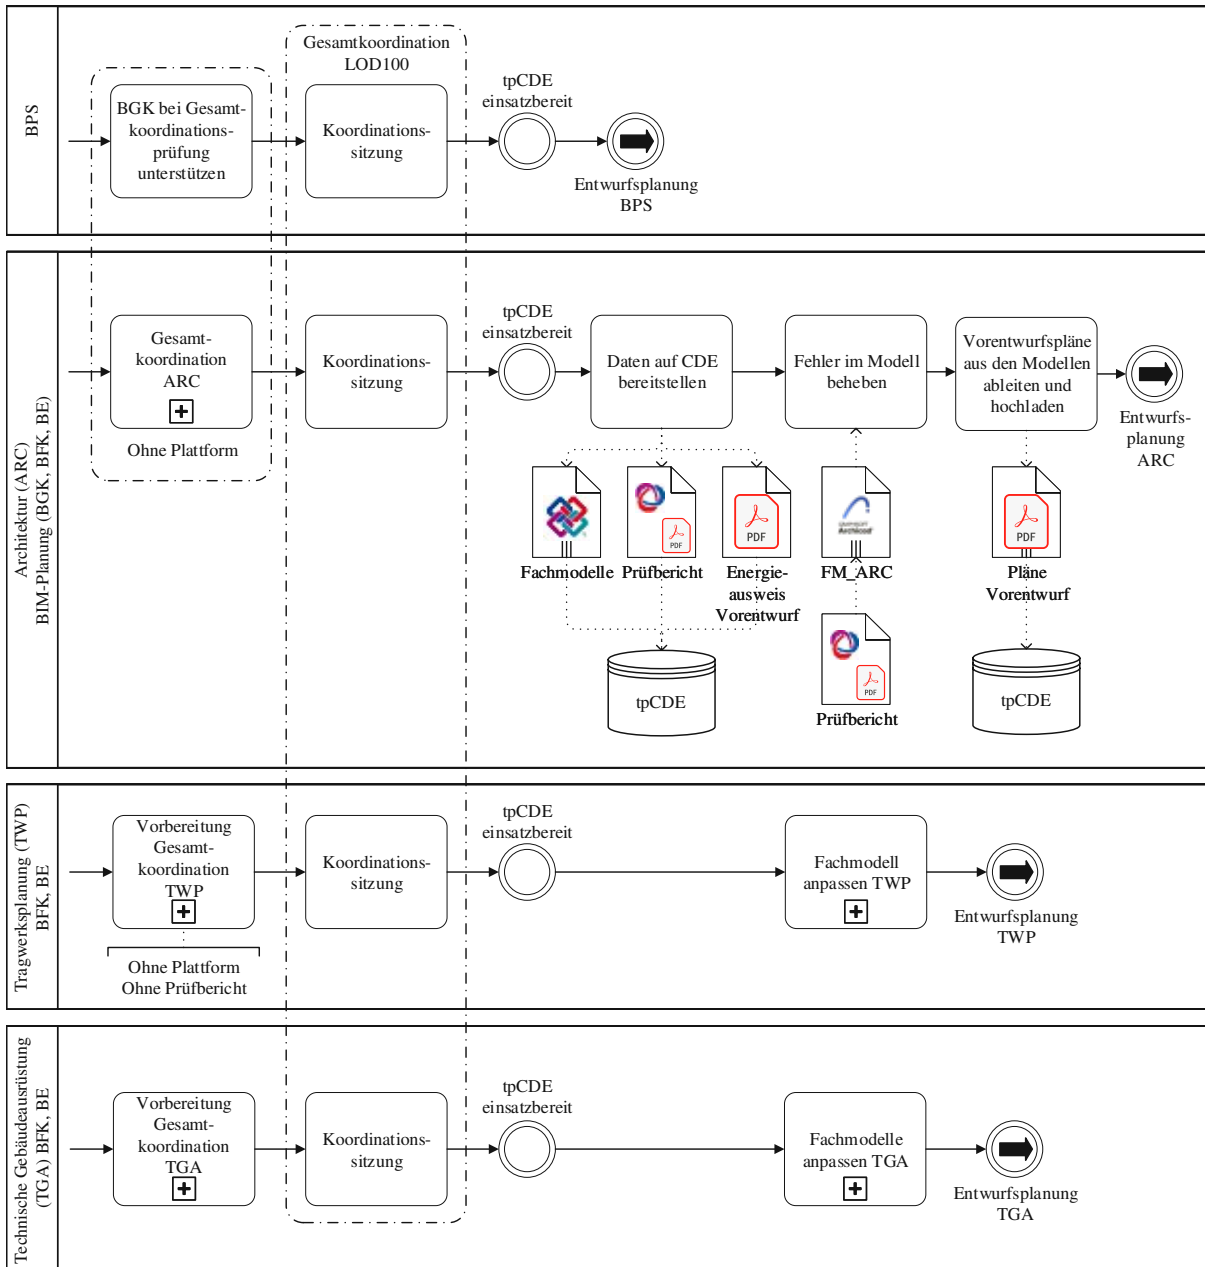 BPS
Gesamtkoordination
LOD100
BGK bei Gesamt-
koordinations-
prüfung
unterstützen
Koordinations-
sitzung
tpCDE
einsatzbereit
Entwurfsplanung
BPS
Architektur (ARC)
BIM-Planung (BGK, BFK, BE)
Gesamt-
koordination
ARC
Ohne Plattform
Koordinations-
sitzung
tpCDE
einsatzbereit
Daten auf CDE
bereitstellen
Fehler im Modell
beheben
Vorentwurfspläne
aus den Modellen
ableiten und
hochladen
Entwurfs-
planung
ARC
Fachmodelle
PDF
Prüfbericht
PDF
Energie-
ausweis
Vorentwurf
FM_ARC
PDF
Pläne
Vorentwurf
tpCDE
PDF
Prüfbericht
tpCDE
Tragwerksplanung (TWP)
BFK, BE
Vorbereitung
Gesamt-
koordination
TWP
Ohne Plattform
Ohne Prüfbericht
Koordinations-
sitzung
tpCDE
einsatzbereit
Fachmodell
anpassen TWP
Entwurfsplanung
TWP
Technische Gebäudeausrüstung
(TGA) BFK, BE
Vorbereitung
Gesamt-
koordination
TGA
Koordinations-
sitzung
tpCDE
einsatzbereit
Fachmodelle
anpassen TGA
Entwurfsplanung
TGA